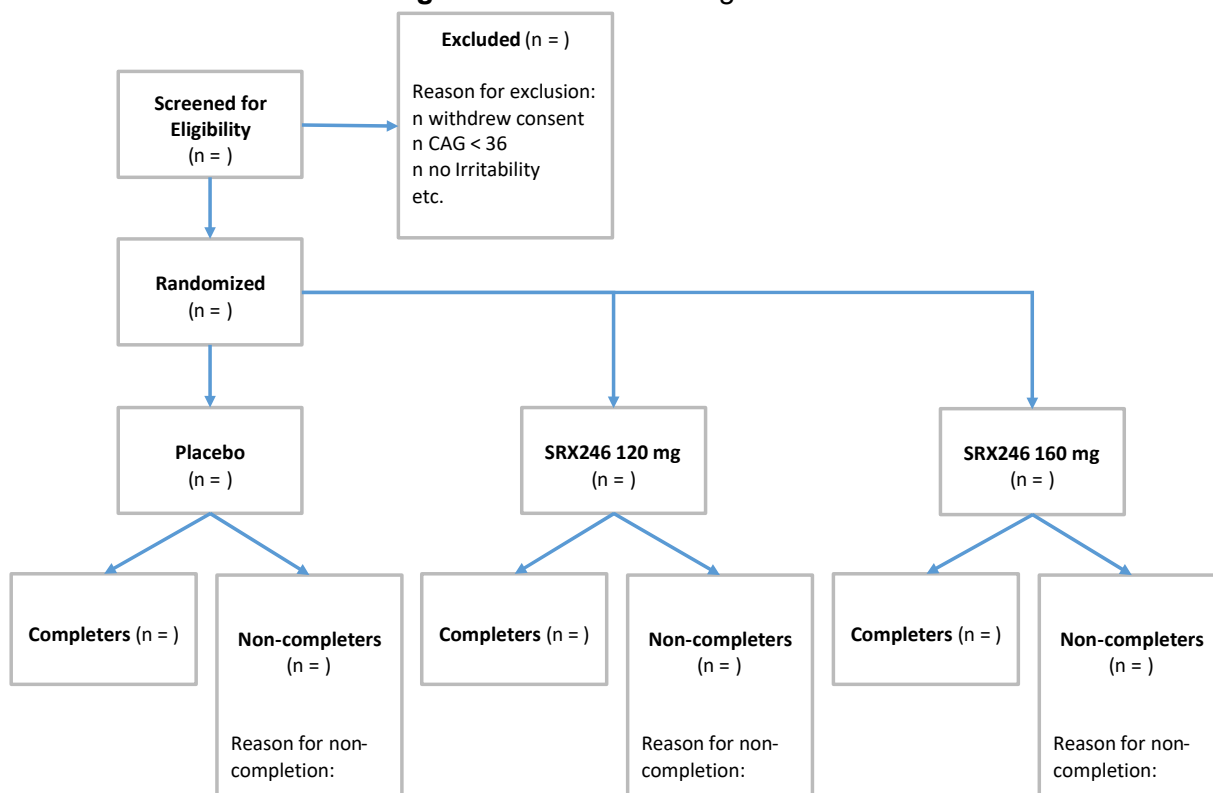 Excluded (n = )
Reason for exclusion:
n withdrew consent
n CAG < 36
n no Irritability
etc.
Screened for
Eligibility
(n = )
Randomized
(n = )
Placebo
(n = )
SRX246 120 mg
(n = )
SRX246 160 mg
(n = )
Completers (n = )
Non-completers
(n = )
Reason for non-
completion:
Completers (n = )
Non-completers
(n = )
Reason for non-
completion:
Completers (n = )
Non-completers
(n = )
Reason for non-
completion: